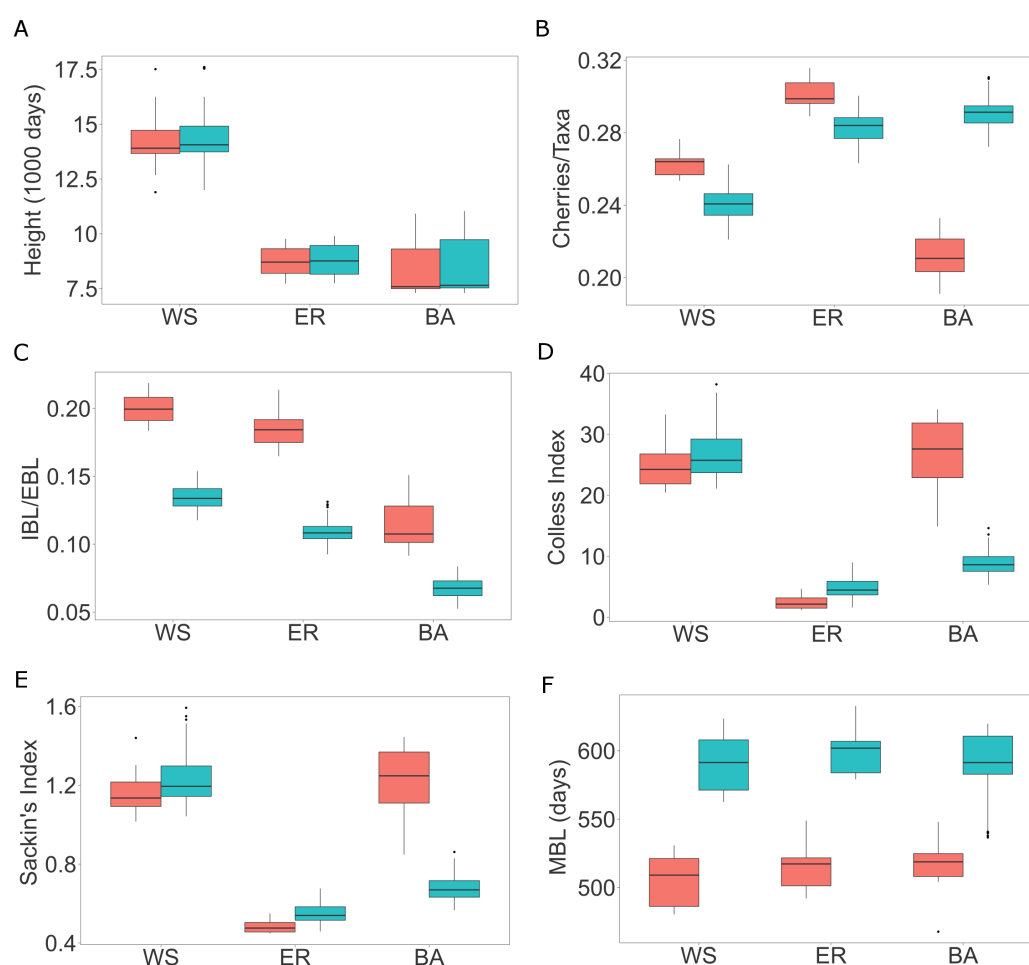 A
Height (1000 days)
17.5
15
12.5
10
7.5
WS ER BA
B
Cherries/Taxa
0.32
0.28
0.24
0.20
WS ER BA
C
IBL/EBL
0.20
0.15
0.10
0.05
WS ER BA
D
Colless Index
40
30
20
10
0
WS ER BA
E
Sackin's Index
1.6
1.2
0.8
0.4
WS ER BA
F
MBL (days)
600
550
500
WS ER BA